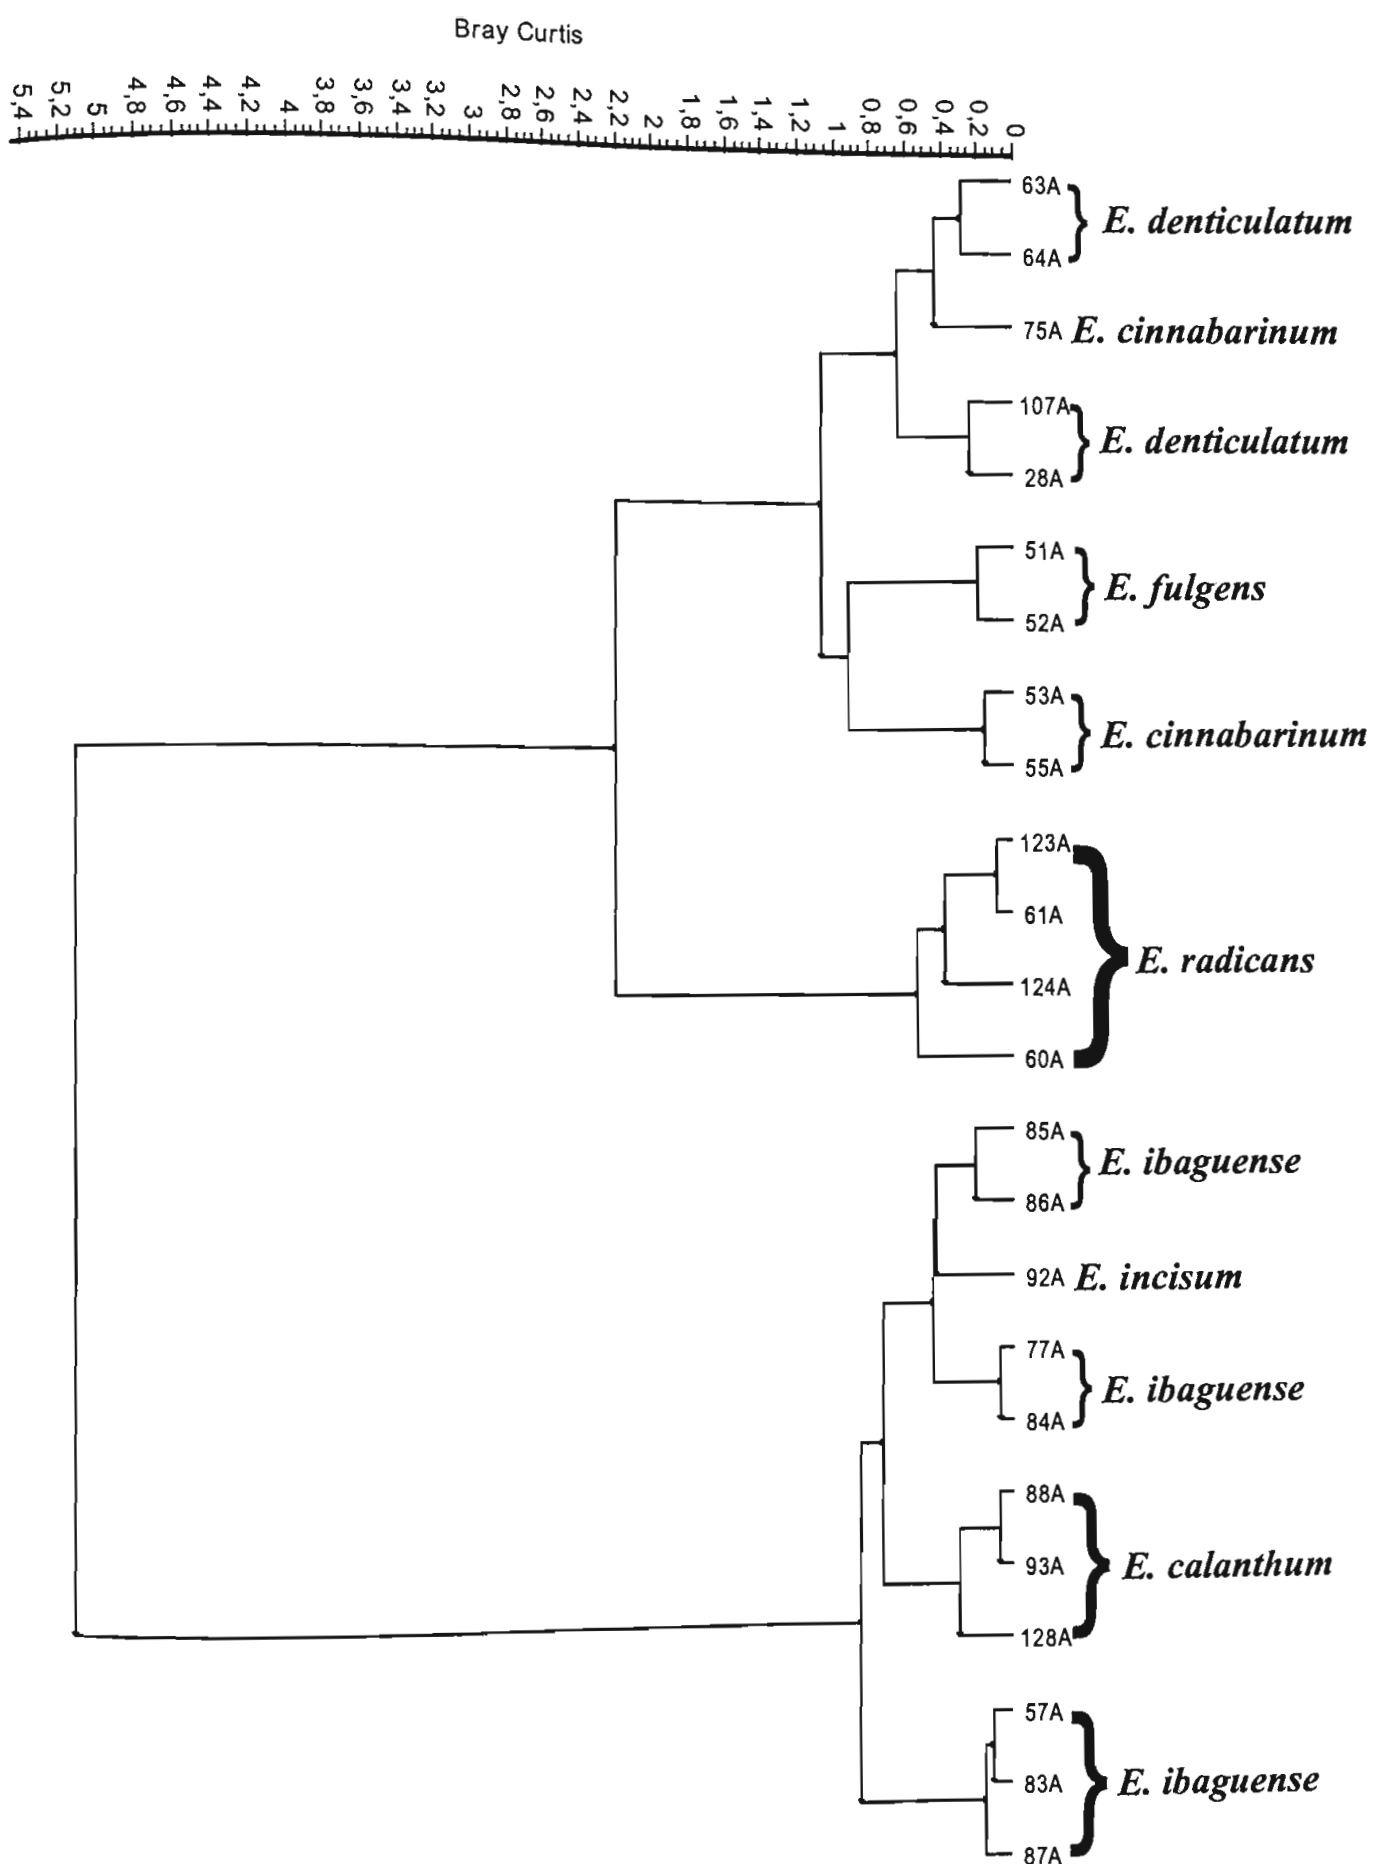 Bray Curtis
5,4
5,2
5
4,8
4,6
4,4
4,2
4
3,8
3,6
3,4
3,2
3
2,8
2,6
2,4
2,2
2
1,8
1,6
1,4
1,2
1
0,8
0,6
0,4
0,2
0
63A
E. denticulatum
64A
75A E. cinnabarinum
107A
E. denticulatum
28A
51A
E. fulgens
52A
53A
E. cinnabarinum
55A
123A
61A
E. radicans
124A
60A
85A
E. ibaguense
86A
92A E. incisum
77A
E. ibaguense
84A
88A
93A E. calanthum
128A
57A
83A E. ibaguense
87A